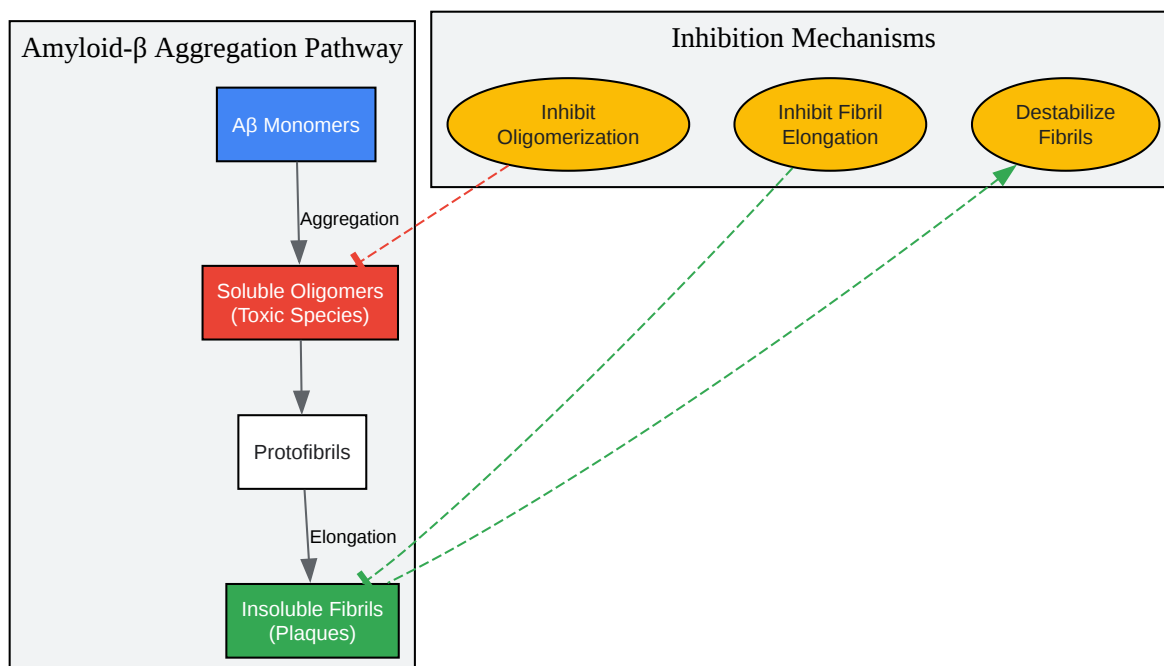 Amyloid-β Aggregation Pathway
Aβ Monomers
Aggregation
Soluble Oligomers
(Toxic Species)
Protofibrils
Elongation
Insoluble Fibrils
(Plaques)
Inhibition Mechanisms
Inhibit
Oligomerization
Inhibit Fibril
Elongation
Destabilize
Fibrils